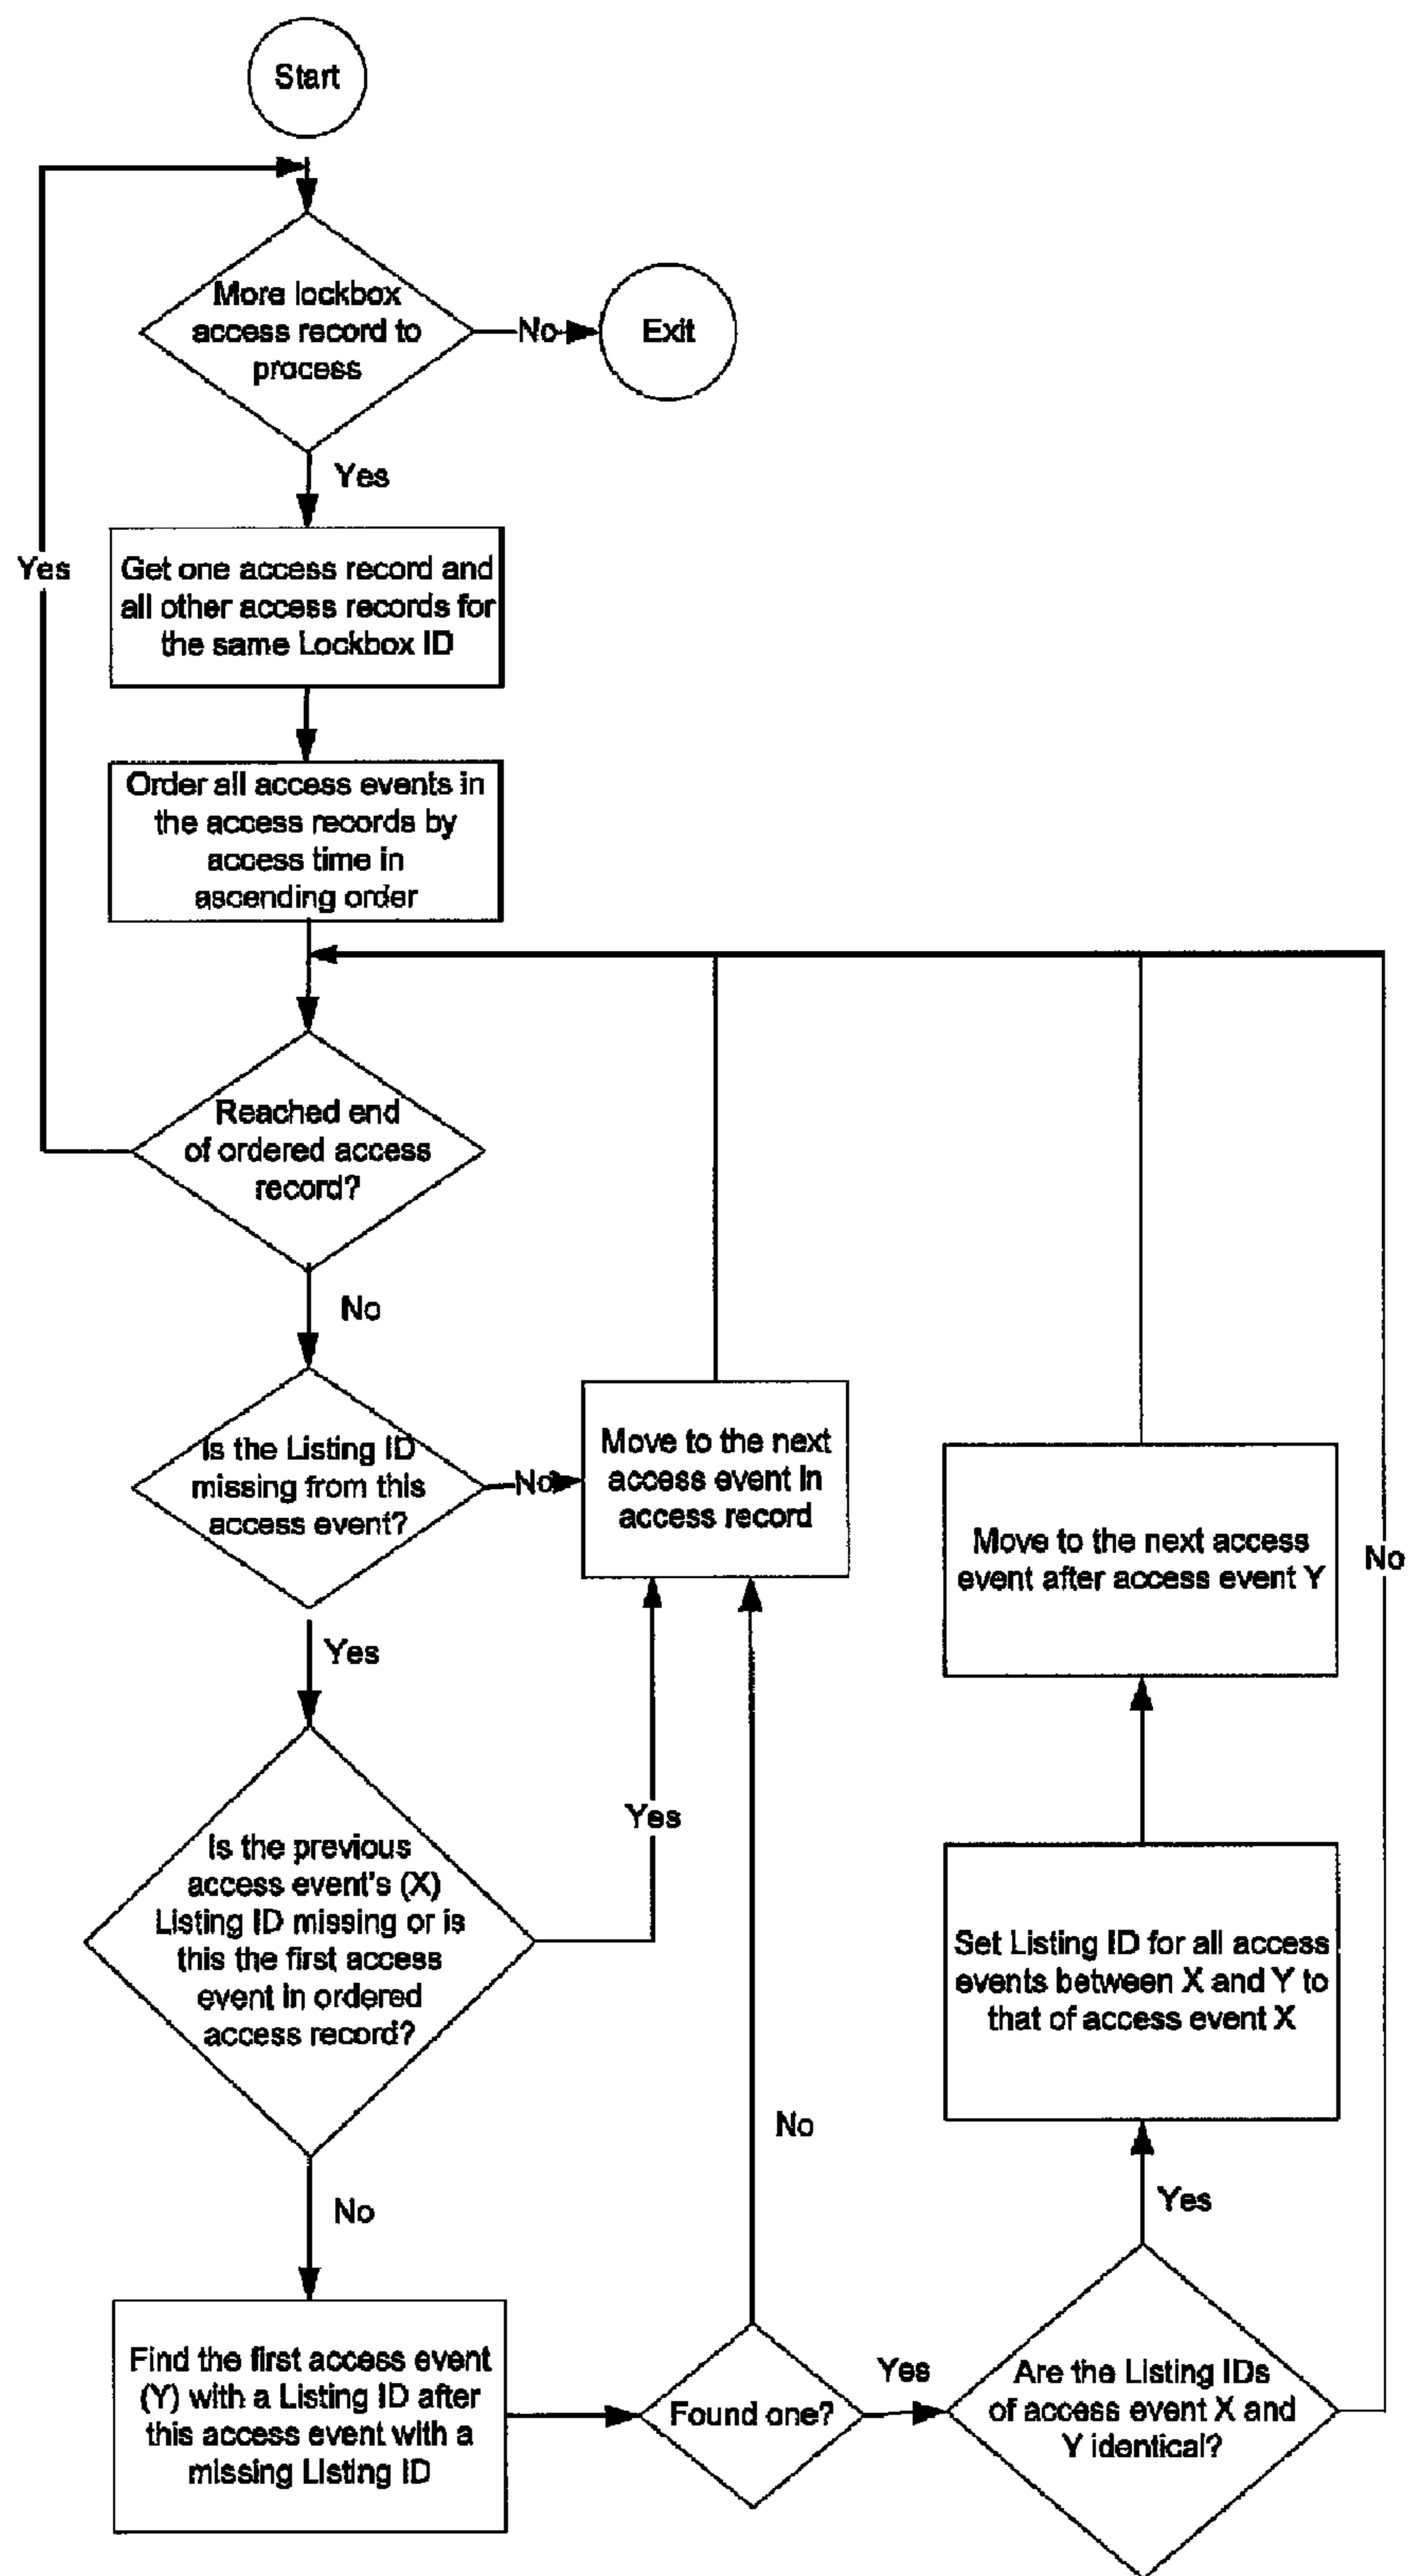 Start
More lockbox
access record to
process
No
Exit
Yes
Yes
Get one access record and
all other access records for
the same Lockbox ID
Order all access events in
the access records by
access time in
ascending order
Reached end
of ordered access
record?
No
Is the Listing ID
missing from this
access event?
No
Move to the next
access event in
access record
Move to the next access
event after access event Y
No
Yes
Is the previous
access event's (X)
Listing ID missing or is
this the first access
event in ordered
access record?
Yes
Set Listing ID for all access
events between X and Y to
that of access event X
No
No
Yes
Find the first access event
(Y) with a Listing ID after
this access event with a
missing Listing ID
Found one?
Yes
Are the Listing IDs
of access event X and
Y identical?